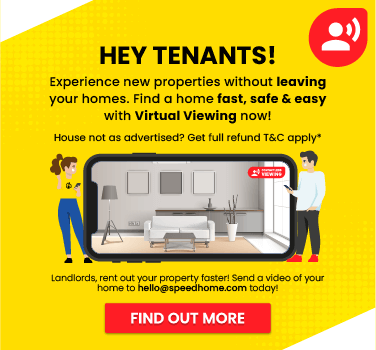 HEY TENANTS!
Experience new properties without leaving
your homes. Find a home fast, safe & easy
with Virtual Viewing now!
House not as advertised? Get full refund T&C apply*
VIEWING
Landlords, rent out your property faster! Send a video of your
home to hello@speedhome.com today!
FIND OUT MORE